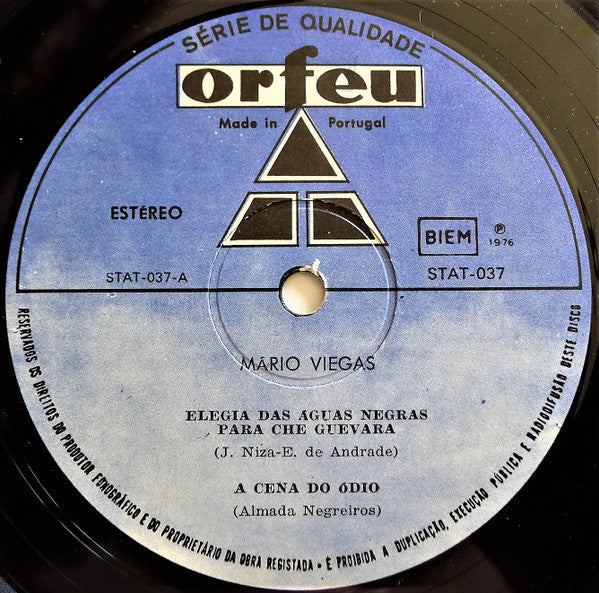 SÉRIE DE QUALIDADE
orfeu
Made in Portugal
ESTÉREO
BIEM
℗
1976
STAT-037-A
STAT-037
MÁRIO VIEGAS
ELEGIA DAS ÁGUAS NEGRAS
PARA CHE GUEVARA
(J. Niza-E. de Andrade)
A CENA DO ÓDIO
(Almada Negreiros)
RESERVADOS OS DIREITOS DO PRODUTOR FONOGRÁFICO E DO PROPRIETÁRIO DA OBRA REGISTADA • É PROIBIDA A DUPLICAÇÃO, EXECUÇÃO PÚBLICA E RADIODIFUSÃO DESTE DISCO